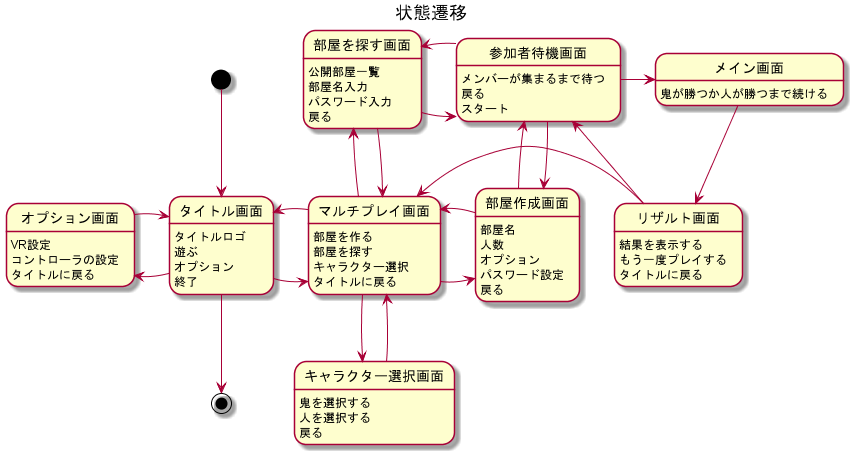 状態遷移
部屋を探す画面
公開部屋一覧
部屋名入力
パスワード入力
戻る
参加者待機画面
メンバーが集まるまで待つ
戻る
スタート
メイン画面
鬼が勝つか人が勝つまで続ける
オプション画面
VR設定
コントローラの設定
タイトルに戻る
タイトル画面
タイトルロゴ
遊ぶ
オプション
終了
マルチプレイ画面
部屋を作る
部屋を探す
キャラクター選択
タイトルに戻る
部屋作成画面
部屋名
人数
オプション
パスワード設定
戻る
リザルト画面
結果を表示する
もう一度プレイする
タイトルに戻る
キャラクター選択画面
鬼を選択する
人を選択する
戻る